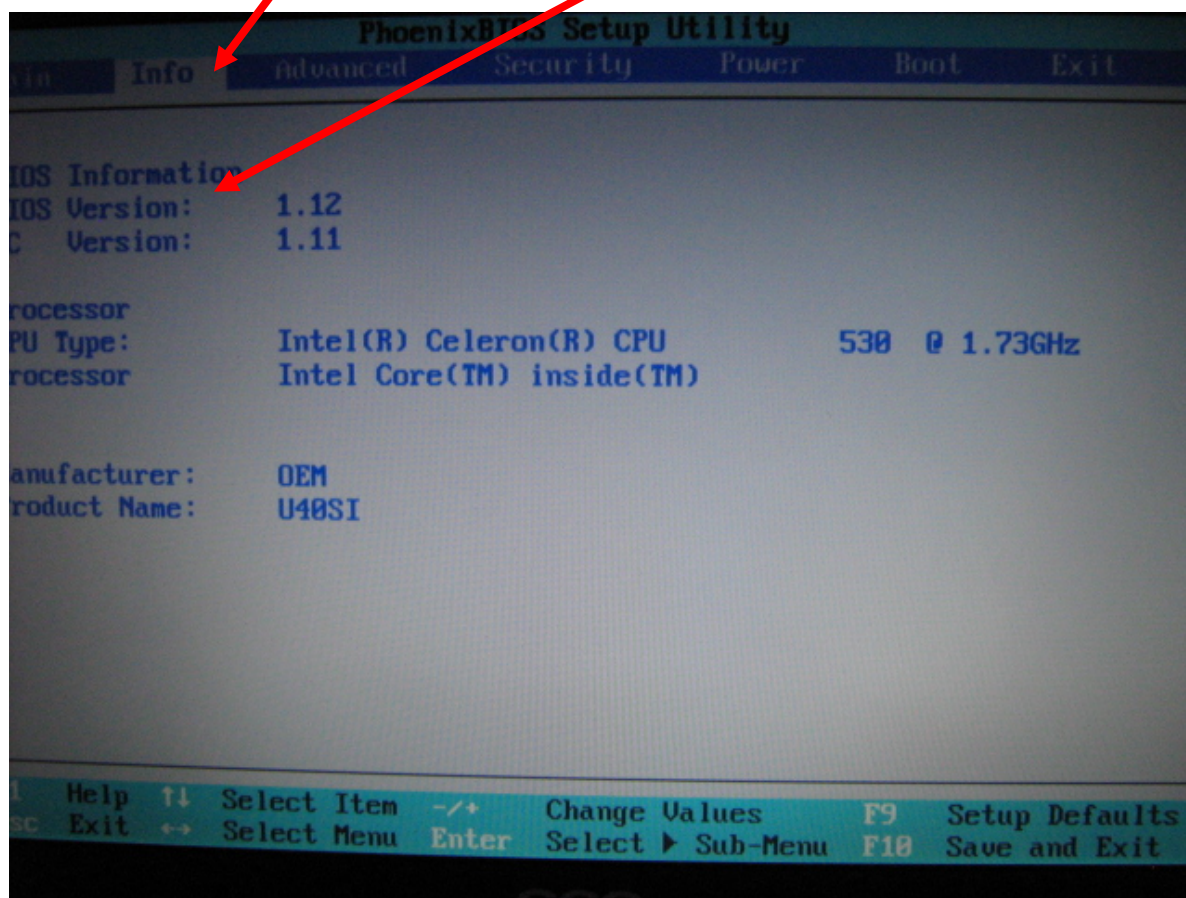 PhoenixBIOS Setup Utility
ain Info Advanced Security Power Boot Exit
IOS Information
IOS Version: 1.12
C Version: 1.11
rocessor
PU Type: Intel(R) Celeron(R) CPU 530 @ 1.73GHz
rocessor Intel Core(TM) inside(TM)
anufacturer: OEM
roduct Name: U40SI
1 Help ↑↓ Select Item -/+ Change Values F9 Setup Defaults
sc Exit ↔ Select Menu Enter Select ▶ Sub-Menu F10 Save and Exit